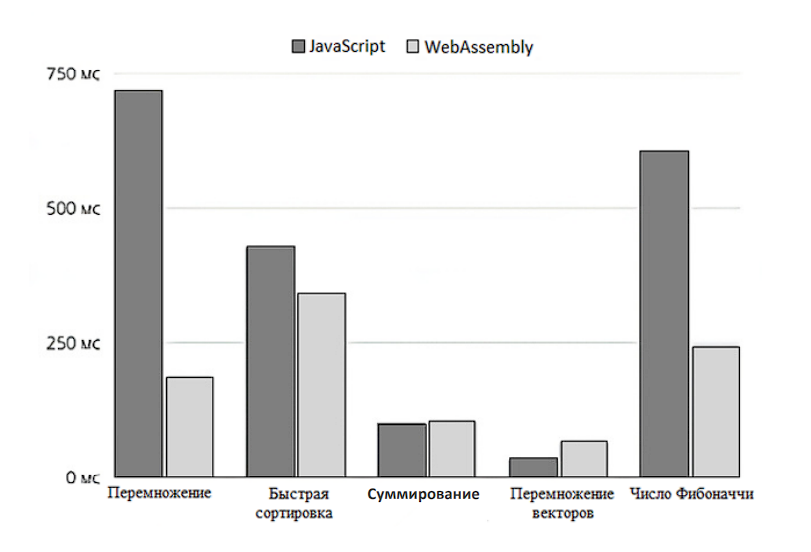 JavaScript WebAssembly
750 мс
500 мс
250 мс
0 мс
Перемножение Быстрая сортировка Суммирование Перемножение векторов Число Фибоначчи